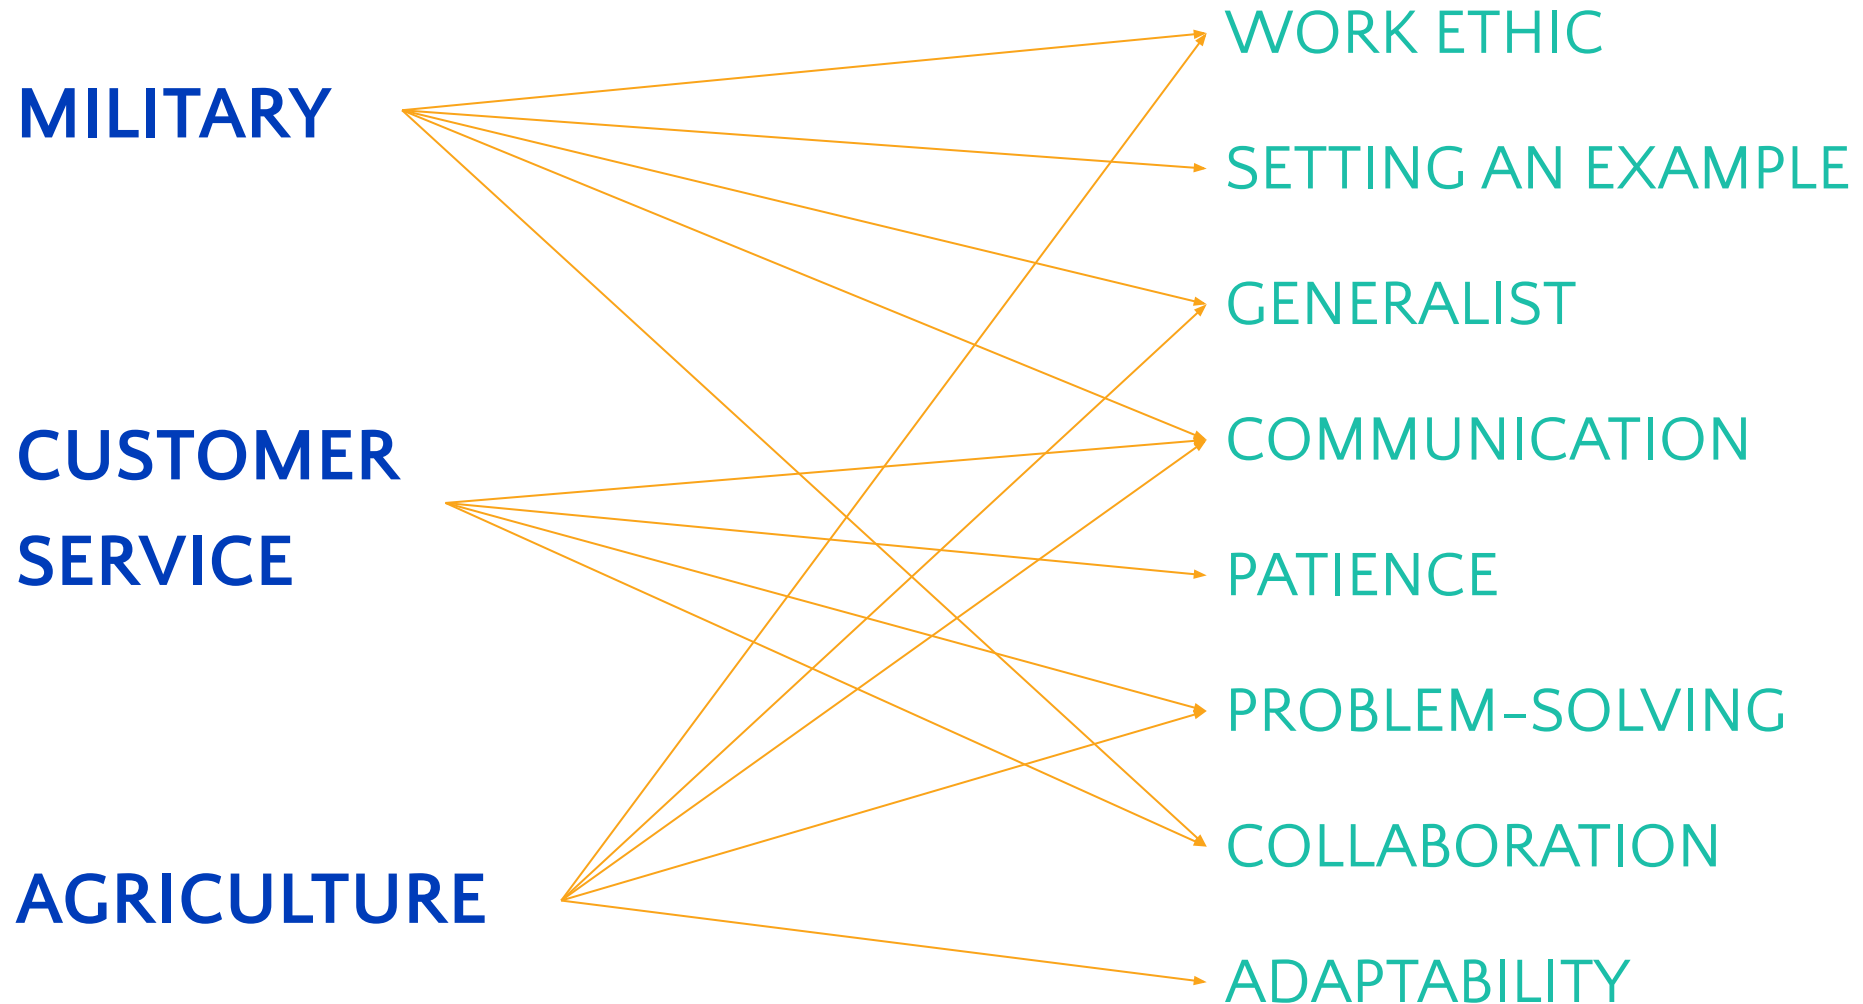 MILITARY
CUSTOMER
SERVICE
AGRICULTURE
WORK ETHIC
SETTING AN EXAMPLE
GENERALIST
COMMUNICATION
PATIENCE
PROBLEM-SOLVING
COLLABORATION
ADAPTABILITY